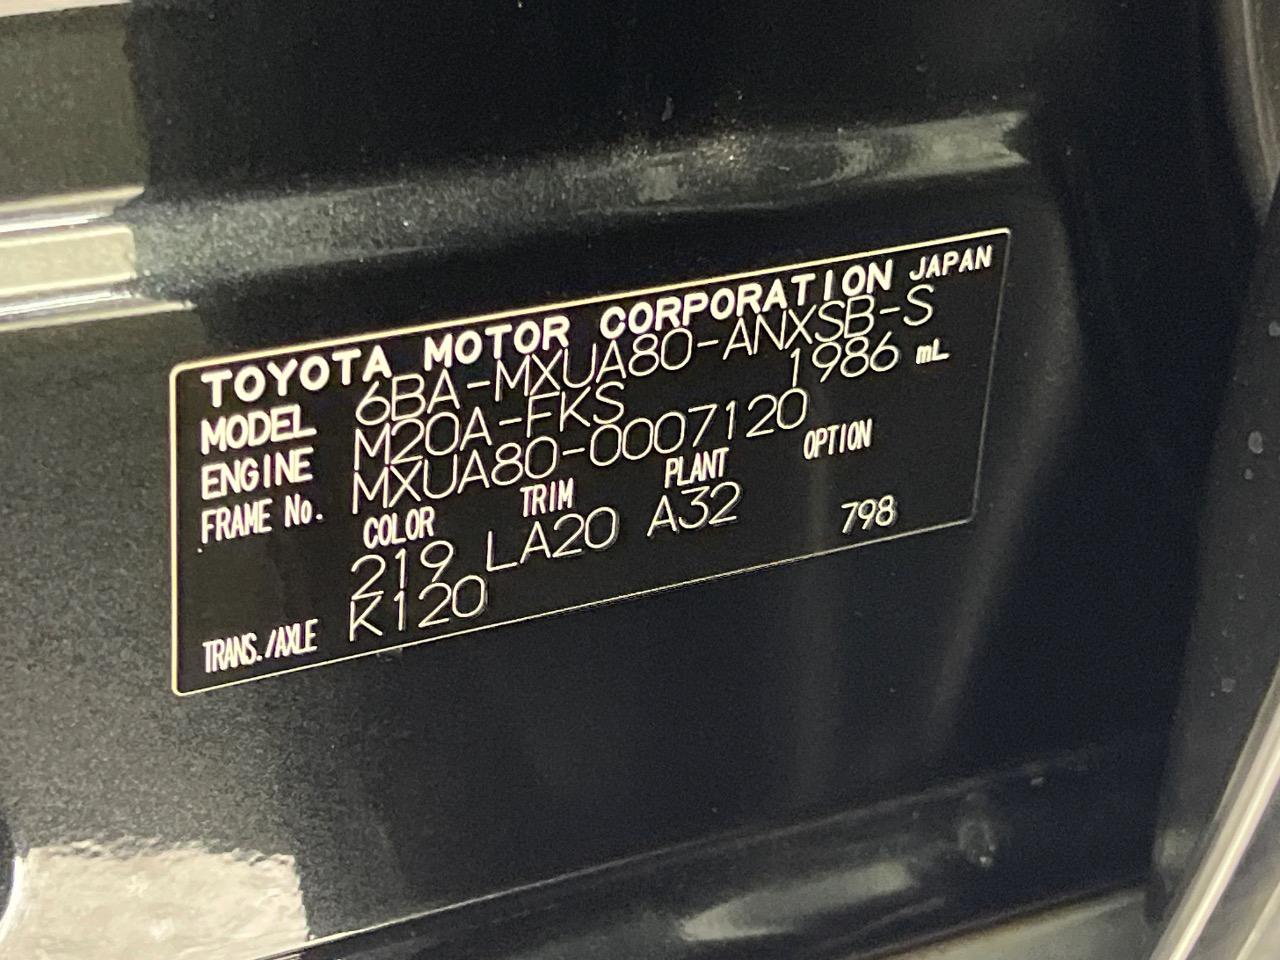 TOYOTA MOTOR CORPORATION JAPAN
MODEL 6BA-MXUA80-ANXSB-S
ENGINE M20A-FKS 1986 mL
FRAME No. MXUA80-0007120
COLOR TRIM PLANT OPTION
219 LA20 A32 798
TRANS./AXLE K120